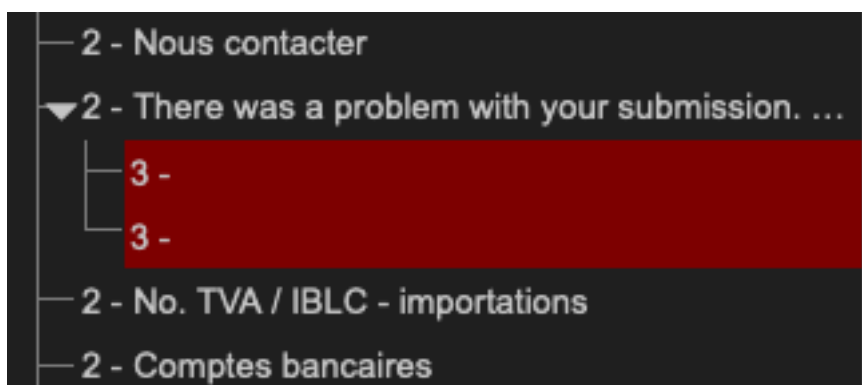 2 - Nous contacter
2 - There was a problem with your submission. ...
3 -
3 -
2 - No. TVA / IBLC - importations
2 - Comptes bancaires